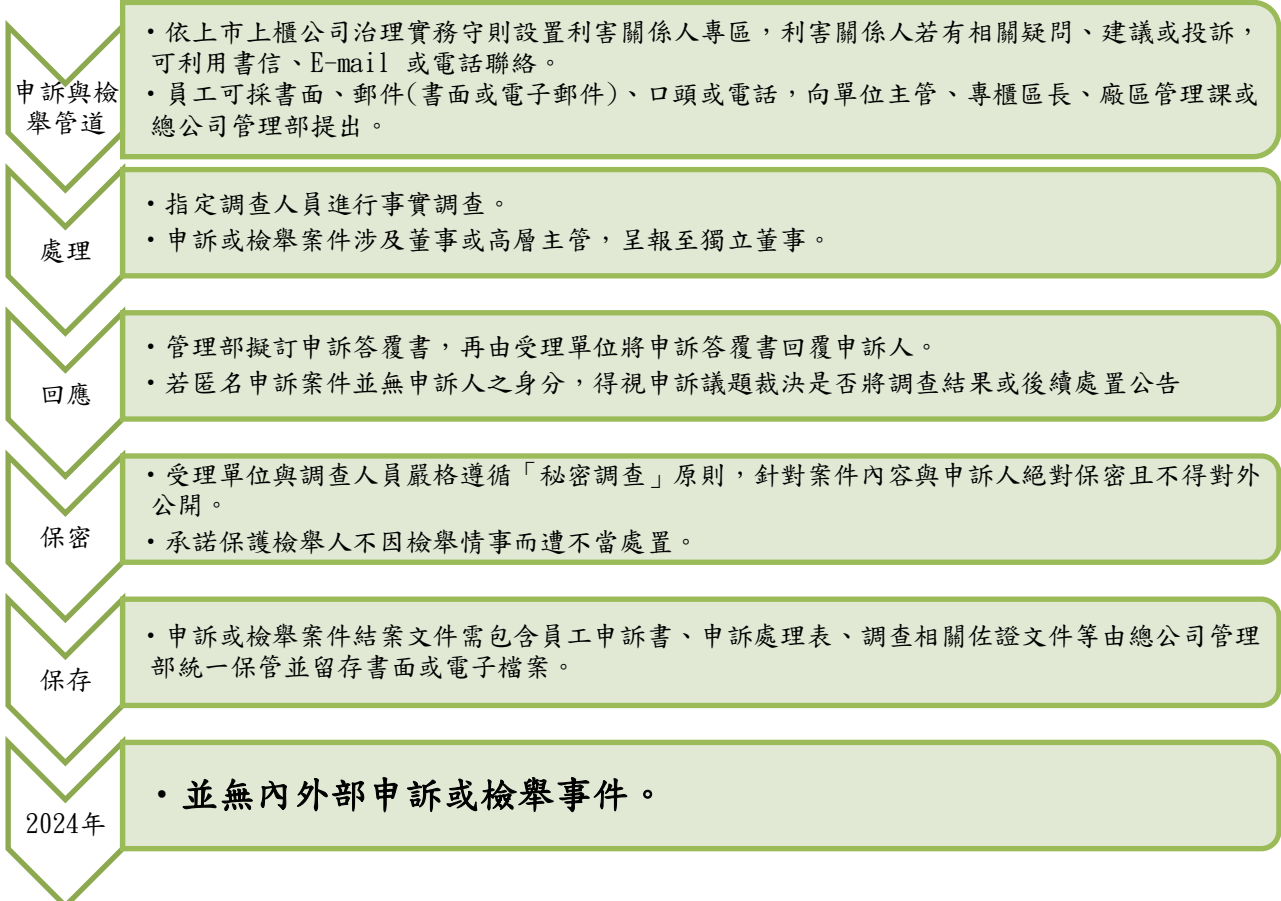 申訴與檢
舉管道
・依上市上櫃公司治理實務守則設置利害關係人專區，利害關係人若有相關疑問、建議或投訴，
可利用書信、E-mail 或電話聯絡。
・員工可採書面、郵件(書面或電子郵件)、口頭或電話，向單位主管、專櫃區長、廠區管理課或
總公司管理部提出。
處理
・指定調查人員進行事實調查。
・申訴或檢舉案件涉及董事或高層主管，呈報至獨立董事。
回應
・管理部擬訂申訴答覆書，再由受理單位將申訴答覆書回覆申訴人。
・若匿名申訴案件並無申訴人之身分，得視申訴議題裁決是否將調查結果或後續處置公告
保密
・受理單位與調查人員嚴格遵循「秘密調查」原則，針對案件內容與申訴人絕對保密且不得對外
公開。
・承諾保護檢舉人不因檢舉情事而遭不當處置。
保存
・申訴或檢舉案件結案文件需包含員工申訴書、申訴處理表、調查相關佐證文件等由總公司管理
部統一保管並留存書面或電子檔案。
2024年
・並無內外部申訴或檢舉事件。